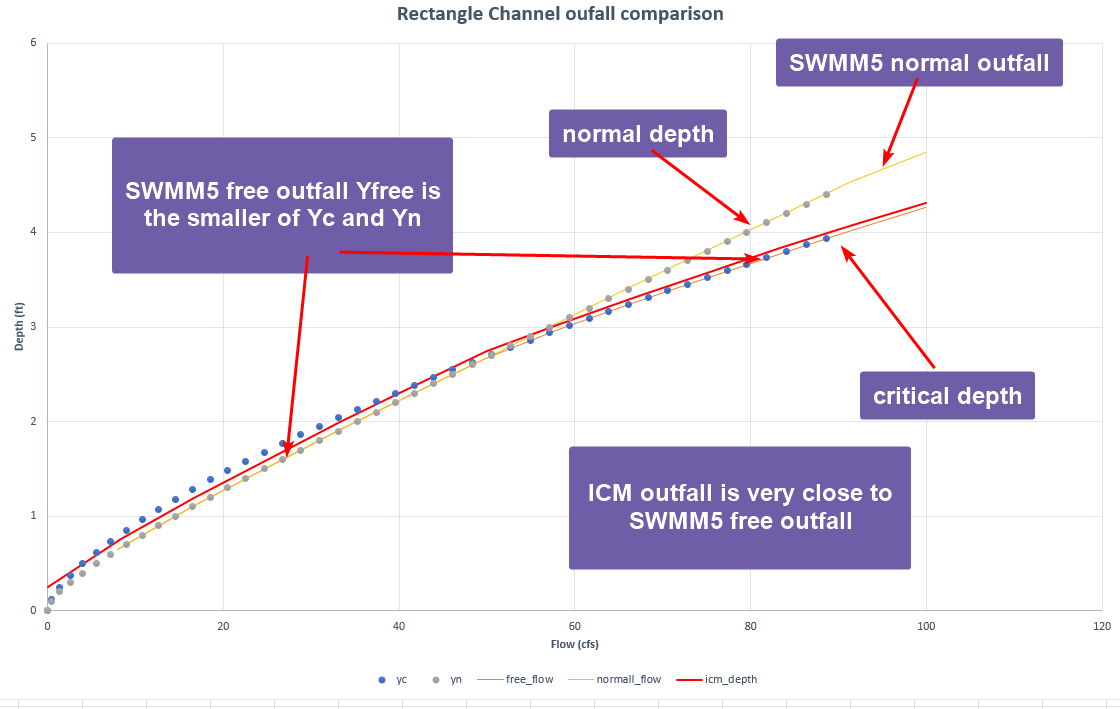 Rectangle Channel oufall comparison
6
SWMM5 normal outfall
normal depth
5
SWMM5 free outfall Yfree is
the smaller of Yc and Yn
4
critical depth
3
Depth (ft)
2
ICM outfall is very close to
SWMM5 free outfall
1
0
0 20 40 60 80 100 120
Flow (cfs)
yc yn free_flow normall_flow icm_depth